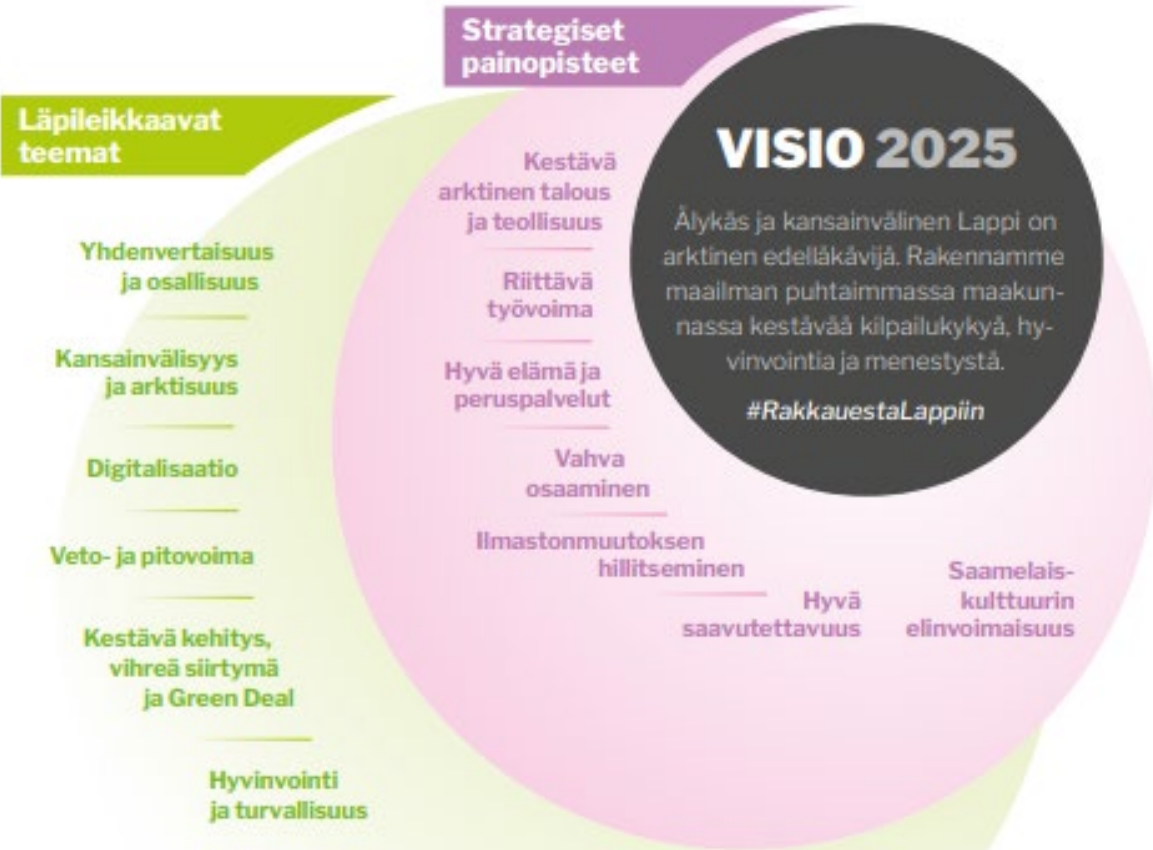 Strategiset
painopisteet
Läpileikkaavat
teemat
Yhdenvertaisuus
ja osallisuus
Kansainvälisyys
ja arktisuus
Digitalisaatio
Veto- ja pitovoima
Kestävä kehitys,
vihreä siirtymä
ja Green Deal
Hyvinvointi
ja turvallisuus
Kestävä
arktinen talous
ja teollisuus
Riittävä
työvoima
Hyvä elämä ja
peruspalvelut
Vahva
osaaminen
Ilmastonmuutoksen
hillitseminen
Hyvä
saavutettavuus
Saamelais-
kulttuurin
elinvoimaisuus
VISIO 2025
Älykäs ja kansainvälinen Lappi on
arktinen edelläkävijä. Rakennamme
maailman puhtaimmassa maakun-
nassa kestävää kilpailukykyä, hy-
vinvointia ja menestystä.
#RakkauestaLappiin